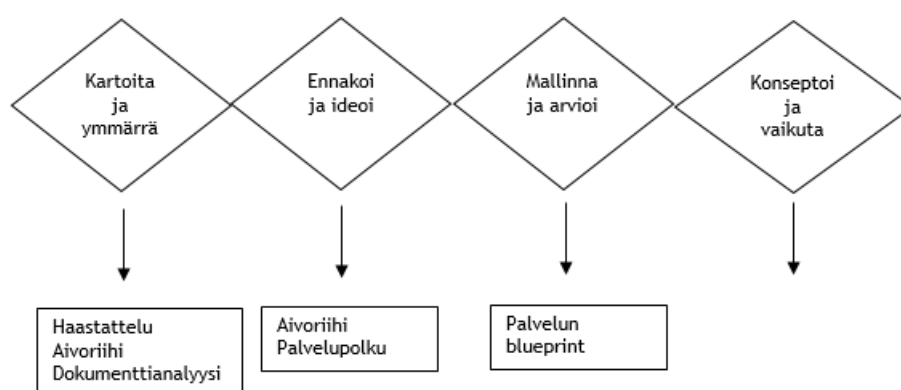 Kartoita
ja
ymmärrä
Ennakoi
ja ideoi
Mallinna
ja arvioi
Konseptoi
ja
vaikuta
Haastattelu
Aivoriihi
Dokumenttianalyysi
Aivoriihi
Palvelupolku
Palvelun
blueprint